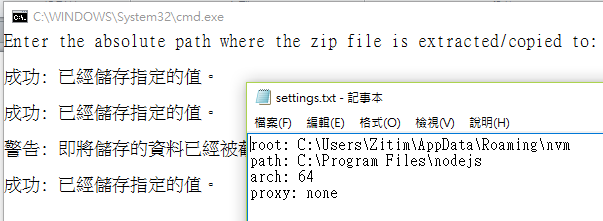 C:\WINDOWS\System32\cmd.exe
Enter the absolute path where the zip file is extracted/copied to:
成功: 已經儲存指定的值。
成功: 已經儲存指定的值。
警告: 即將儲存的資料已經被
成功: 已經儲存指定的值。
settings.txt - 記事本
檔案(F) 編輯(E) 格式(O) 檢視(V) 說明(H)
root: C:\Users\Zitim\AppData\Roaming\nvm
path: C:\Program Files\nodejs
arch: 64
proxy: none